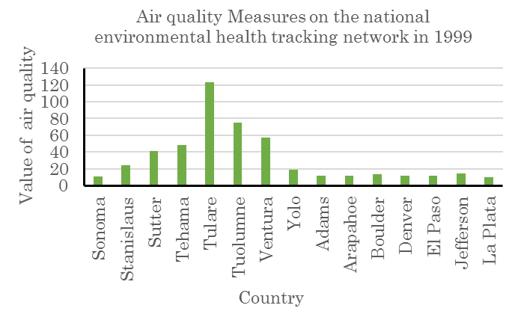 Air quality Measures on the national
environmental health tracking network in 1999
Value of air quality
140
120
100
80
60
40
20
0
Sonoma
Stanislaus
Sutter
Tehama
Tulare
Tuolumne
Ventura
Yolo
Adams
Arapahoe
Boulder
Denver
El Paso
Jefferson
La Plata
Country